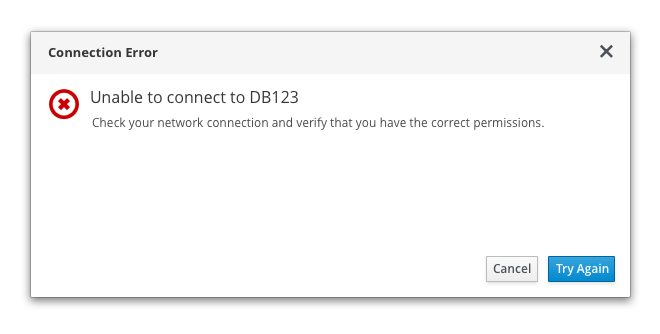 Connection Error
Unable to connect to DB123
Check your network connection and verify that you have the correct permissions.
Cancel
Try Again